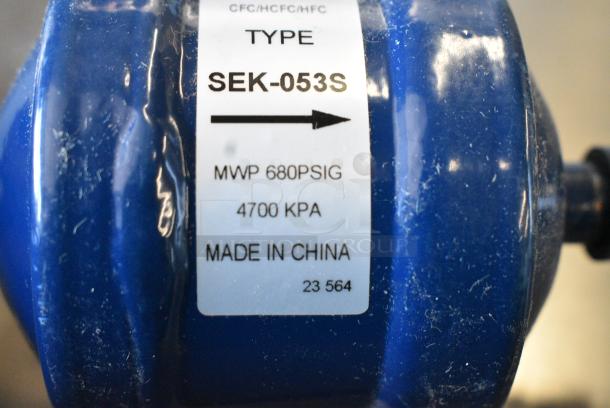 CFC/HCFC/HFC
TYPE
SEK-053S
MWP 680PSIG
4700 KPA
MADE IN CHINA
23 564